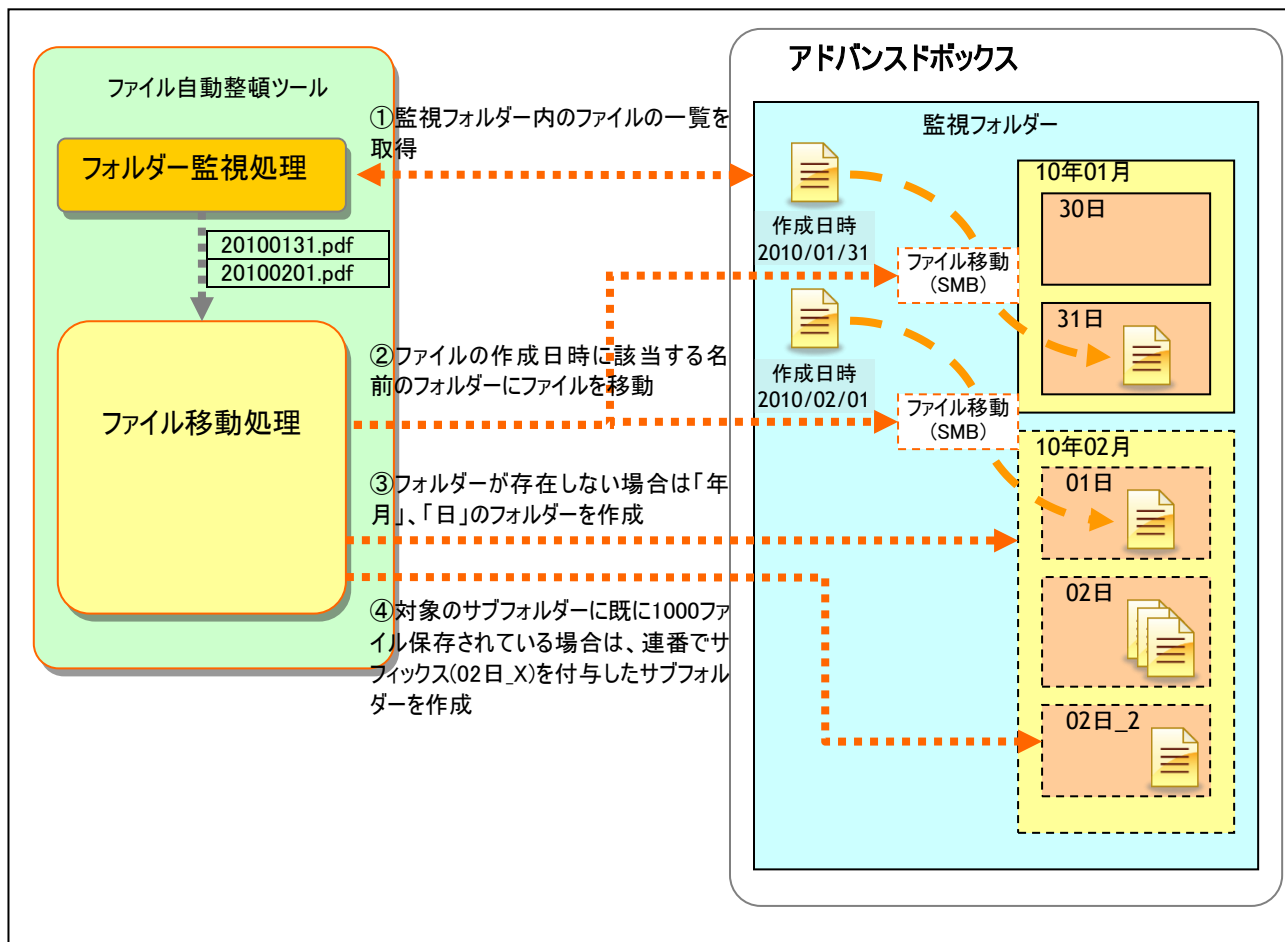 ファイル自動整頓ツール
フォルダー監視処理
20100131.pdf
20100201.pdf
ファイル移動処理
①監視フォルダー内のファイルの一覧を
取得
②ファイルの作成日時に該当する名
前のフォルダーにファイルを移動
③フォルダーが存在しない場合は「年
月」、「日」のフォルダーを作成
④対象のサブフォルダーに既に1000ファ
イル保存されている場合は、連番でサ
フィックス(02日_X)を付与したサブフォル
ダーを作成
アドバンスドボックス
監視フォルダー
作成日時
2010/01/31
ファイル移動
(SMB)
作成日時
2010/02/01
ファイル移動
(SMB)
10年01月
30日
31日
10年02月
01日
02日
02日_2